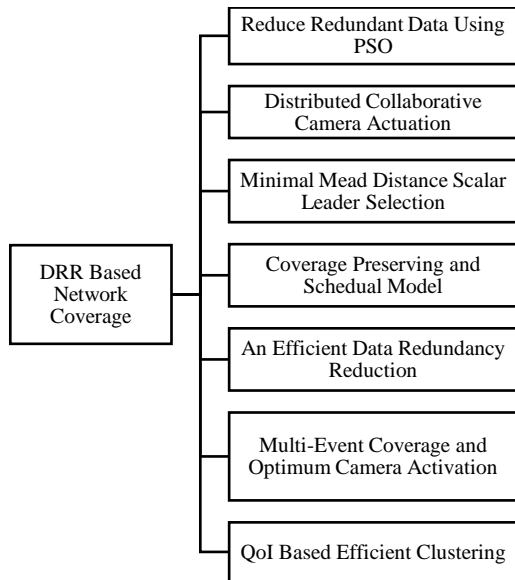 Reduce Redundant Data Using
PSO
Distributed Collaborative
Camera Actuation
Minimal Mead Distance Scalar
Leader Selection
DRR Based
Network
Coverage
Coverage Preserving and
Schedual Model
An Efficient Data Redundancy
Reduction
Multi-Event Coverage and
Optimum Camera Activation
QoI Based Efficient Clustering